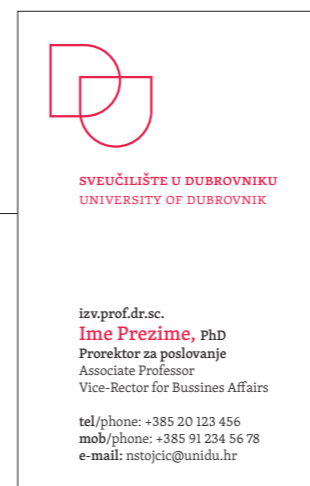 SVEUČILIŠTE U DUBROVNIKU
UNIVERSITY OF DUBROVNIK
izv.prof.dr.sc.
Ime Prezime, PhD
Prorektor za poslovanje
Associate Professor
Vice-Rector for Bussines Affairs
tel/phone: +385 20 123 456
mob/phone: +385 91 234 56 78
e-mail: nstojcic@unidu.hr